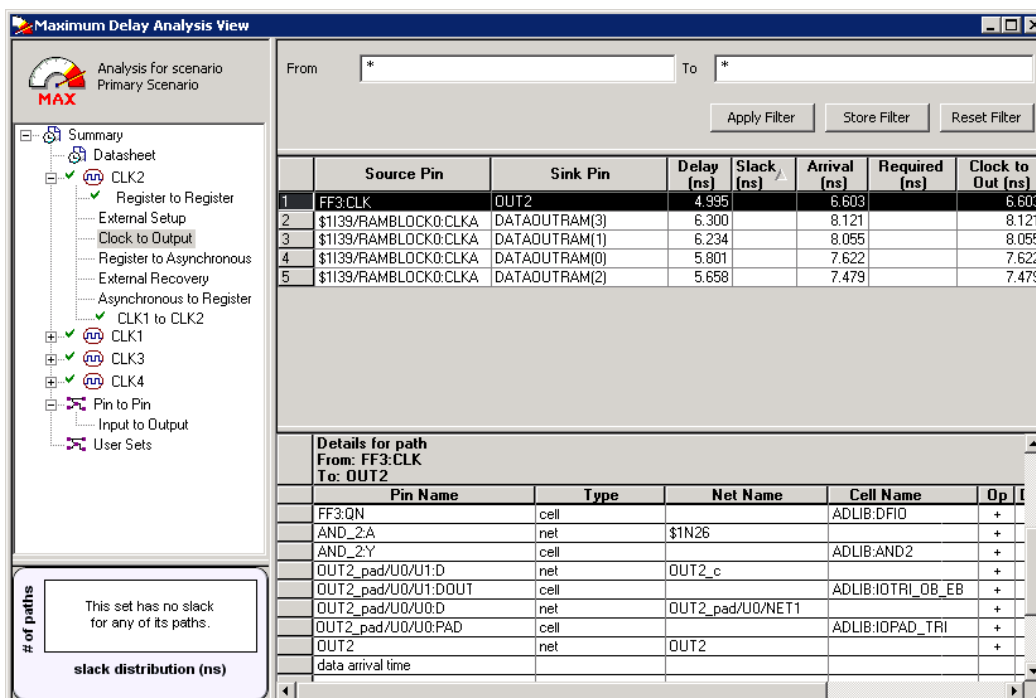 Maximum Delay Analysis View
Analysis for scenario
Primary Scenario
MAX
From * To *
Apply Filter Store Filter Reset Filter
Summary
Datasheet
CLK2
Register to Register
External Setup
Clock to Output
Register to Asynchronous
External Recovery
Asynchronous to Register
CLK1 to CLK2
CLK1
CLK3
CLK4
Pin to Pin
Input to Output
User Sets
Source Pin Sink Pin Delay (ns) Slack (ns) Arrival (ns) Required (ns) Clock to Out (ns)
1 FF3:CLK OUT2 4.995 6.603 6.603
2 $1I39/RAMBLOCK0:CLKA DATAOUTRAM(3) 6.300 8.121 8.121
3 $1I39/RAMBLOCK0:CLKA DATAOUTRAM(1) 6.234 8.055 8.055
4 $1I39/RAMBLOCK0:CLKA DATAOUTRAM(0) 5.801 7.622 7.622
5 $1I39/RAMBLOCK0:CLKA DATAOUTRAM(2) 5.658 7.479 7.479
Details for path
From: FF3:CLK
To: OUT2
Pin Name Type Net Name Cell Name Op
FF3:QN cell ADLIB:DFI0 +
AND_2:A net $1N26 +
AND_2:Y cell ADLIB:AND2 +
OUT2_pad/U0/U1:D net OUT2_c +
OUT2_pad/U0/U1:DOUT cell ADLIB:IOTRI_OB_EB +
OUT2_pad/U0/U0:D net OUT2_pad/U0/NET1 +
OUT2_pad/U0/U0:PAD cell ADLIB:IOPAD_TRI +
OUT2 net OUT2 +
data arrival time
# of paths
This set has no slack
for any of its paths.
slack distribution (ns)